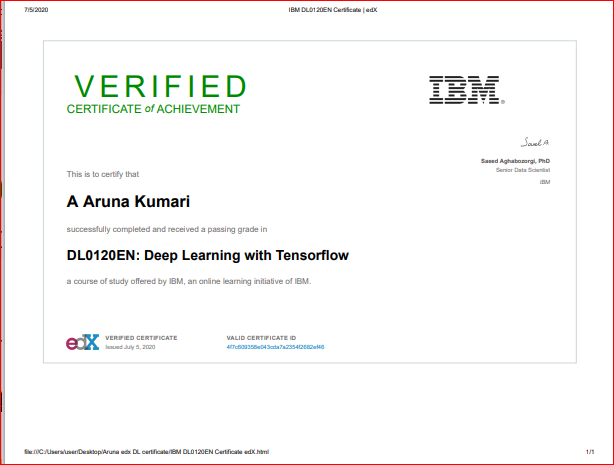 7/5/2020 IBM DL0120EN Certificate | edX
VERIFIED
CERTIFICATE of ACHIEVEMENT
IBM®
Saeed Aghabozorgi, PhD
Senior Data Scientist
IBM
This is to certify that
A Aruna Kumari
successfully completed and received a passing grade in
DL0120EN: Deep Learning with Tensorflow
a course of study offered by IBM, an online learning initiative of IBM.
edX
VERIFIED CERTIFICATE
Issued July 5, 2020
VALID CERTIFICATE ID
file:///C:/Users/user/Desktop/Aruna edx DL certificate/IBM DL0120EN Certificate edX.html 1/1